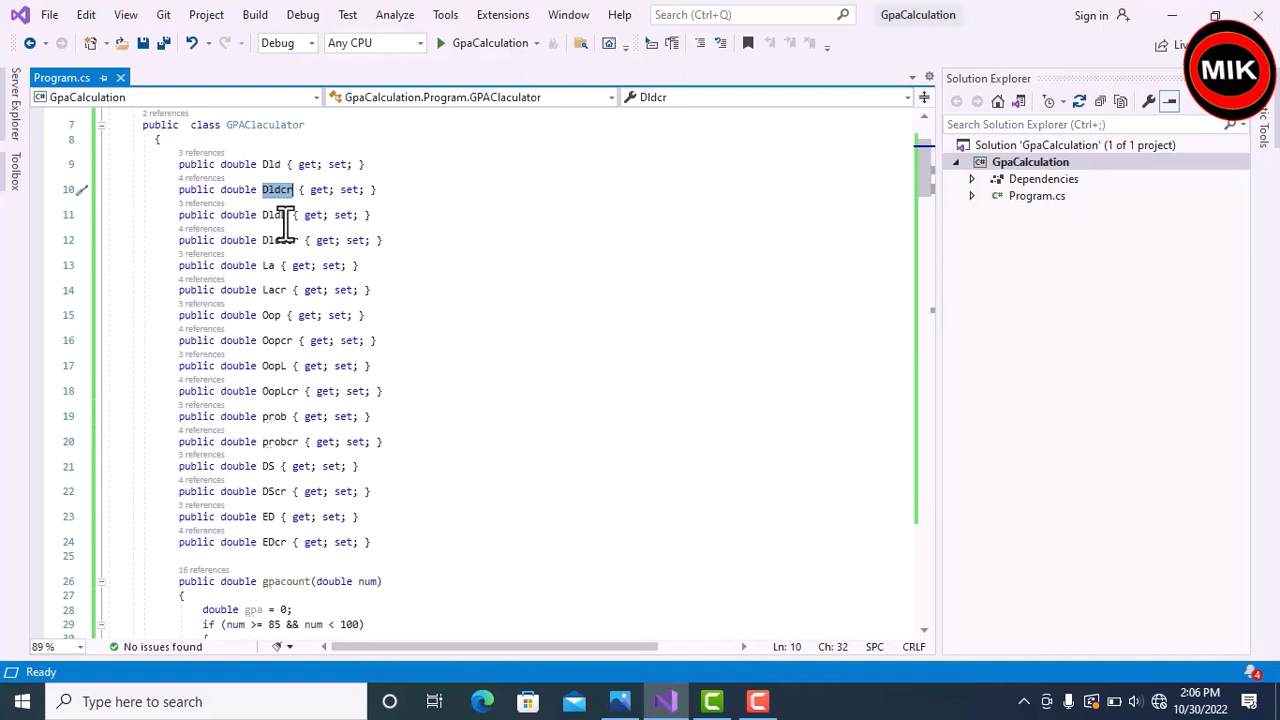 File Edit View Git Project Build Debug Test Analyze Tools Extensions Window Help Search (Ctrl+Q) GpaCalculation Sign in
Debug Any CPU GpaCalculation
MIK
Server Explorer
Toolbox
Program.cs
GpaCalculation GpaCalculation.Program.GPAClaculator Dldcr
2 references
7 public class GPAClaculator
8 {
3 references
9 public double Dld { get; set; }
4 references
10 public double Dldcr { get; set; }
3 references
11 public double { get; set; }
4 references
12 public double { get; set; }
3 references
13 public double La { get; set; }
4 references
14 public double Lacr { get; set; }
3 references
15 public double Oop { get; set; }
4 references
16 public double Oopcr { get; set; }
3 references
17 public double OopL { get; set; }
4 references
18 public double OopLcr { get; set; }
3 references
19 public double prob { get; set; }
4 references
20 public double probcr { get; set; }
3 references
21 public double DS { get; set; }
4 references
22 public double DScr { get; set; }
3 references
23 public double ED { get; set; }
4 references
24 public double EDcr { get; set; }
25
16 references
26 public double gpacount(double num)
27 {
28 double gpa = 0;
29 if (num >= 85 && num < 100)
30 {
89 % No issues found Ln: 10 Ch: 32 SPC CRLF
Solution Explorer
Search Solution Explorer (Ctrl+;)
Solution 'GpaCalculation' (1 of 1 project)
GpaCalculation
Dependencies
Program.cs
Ready 4
Type here to search
2:06 PM
10/30/2022